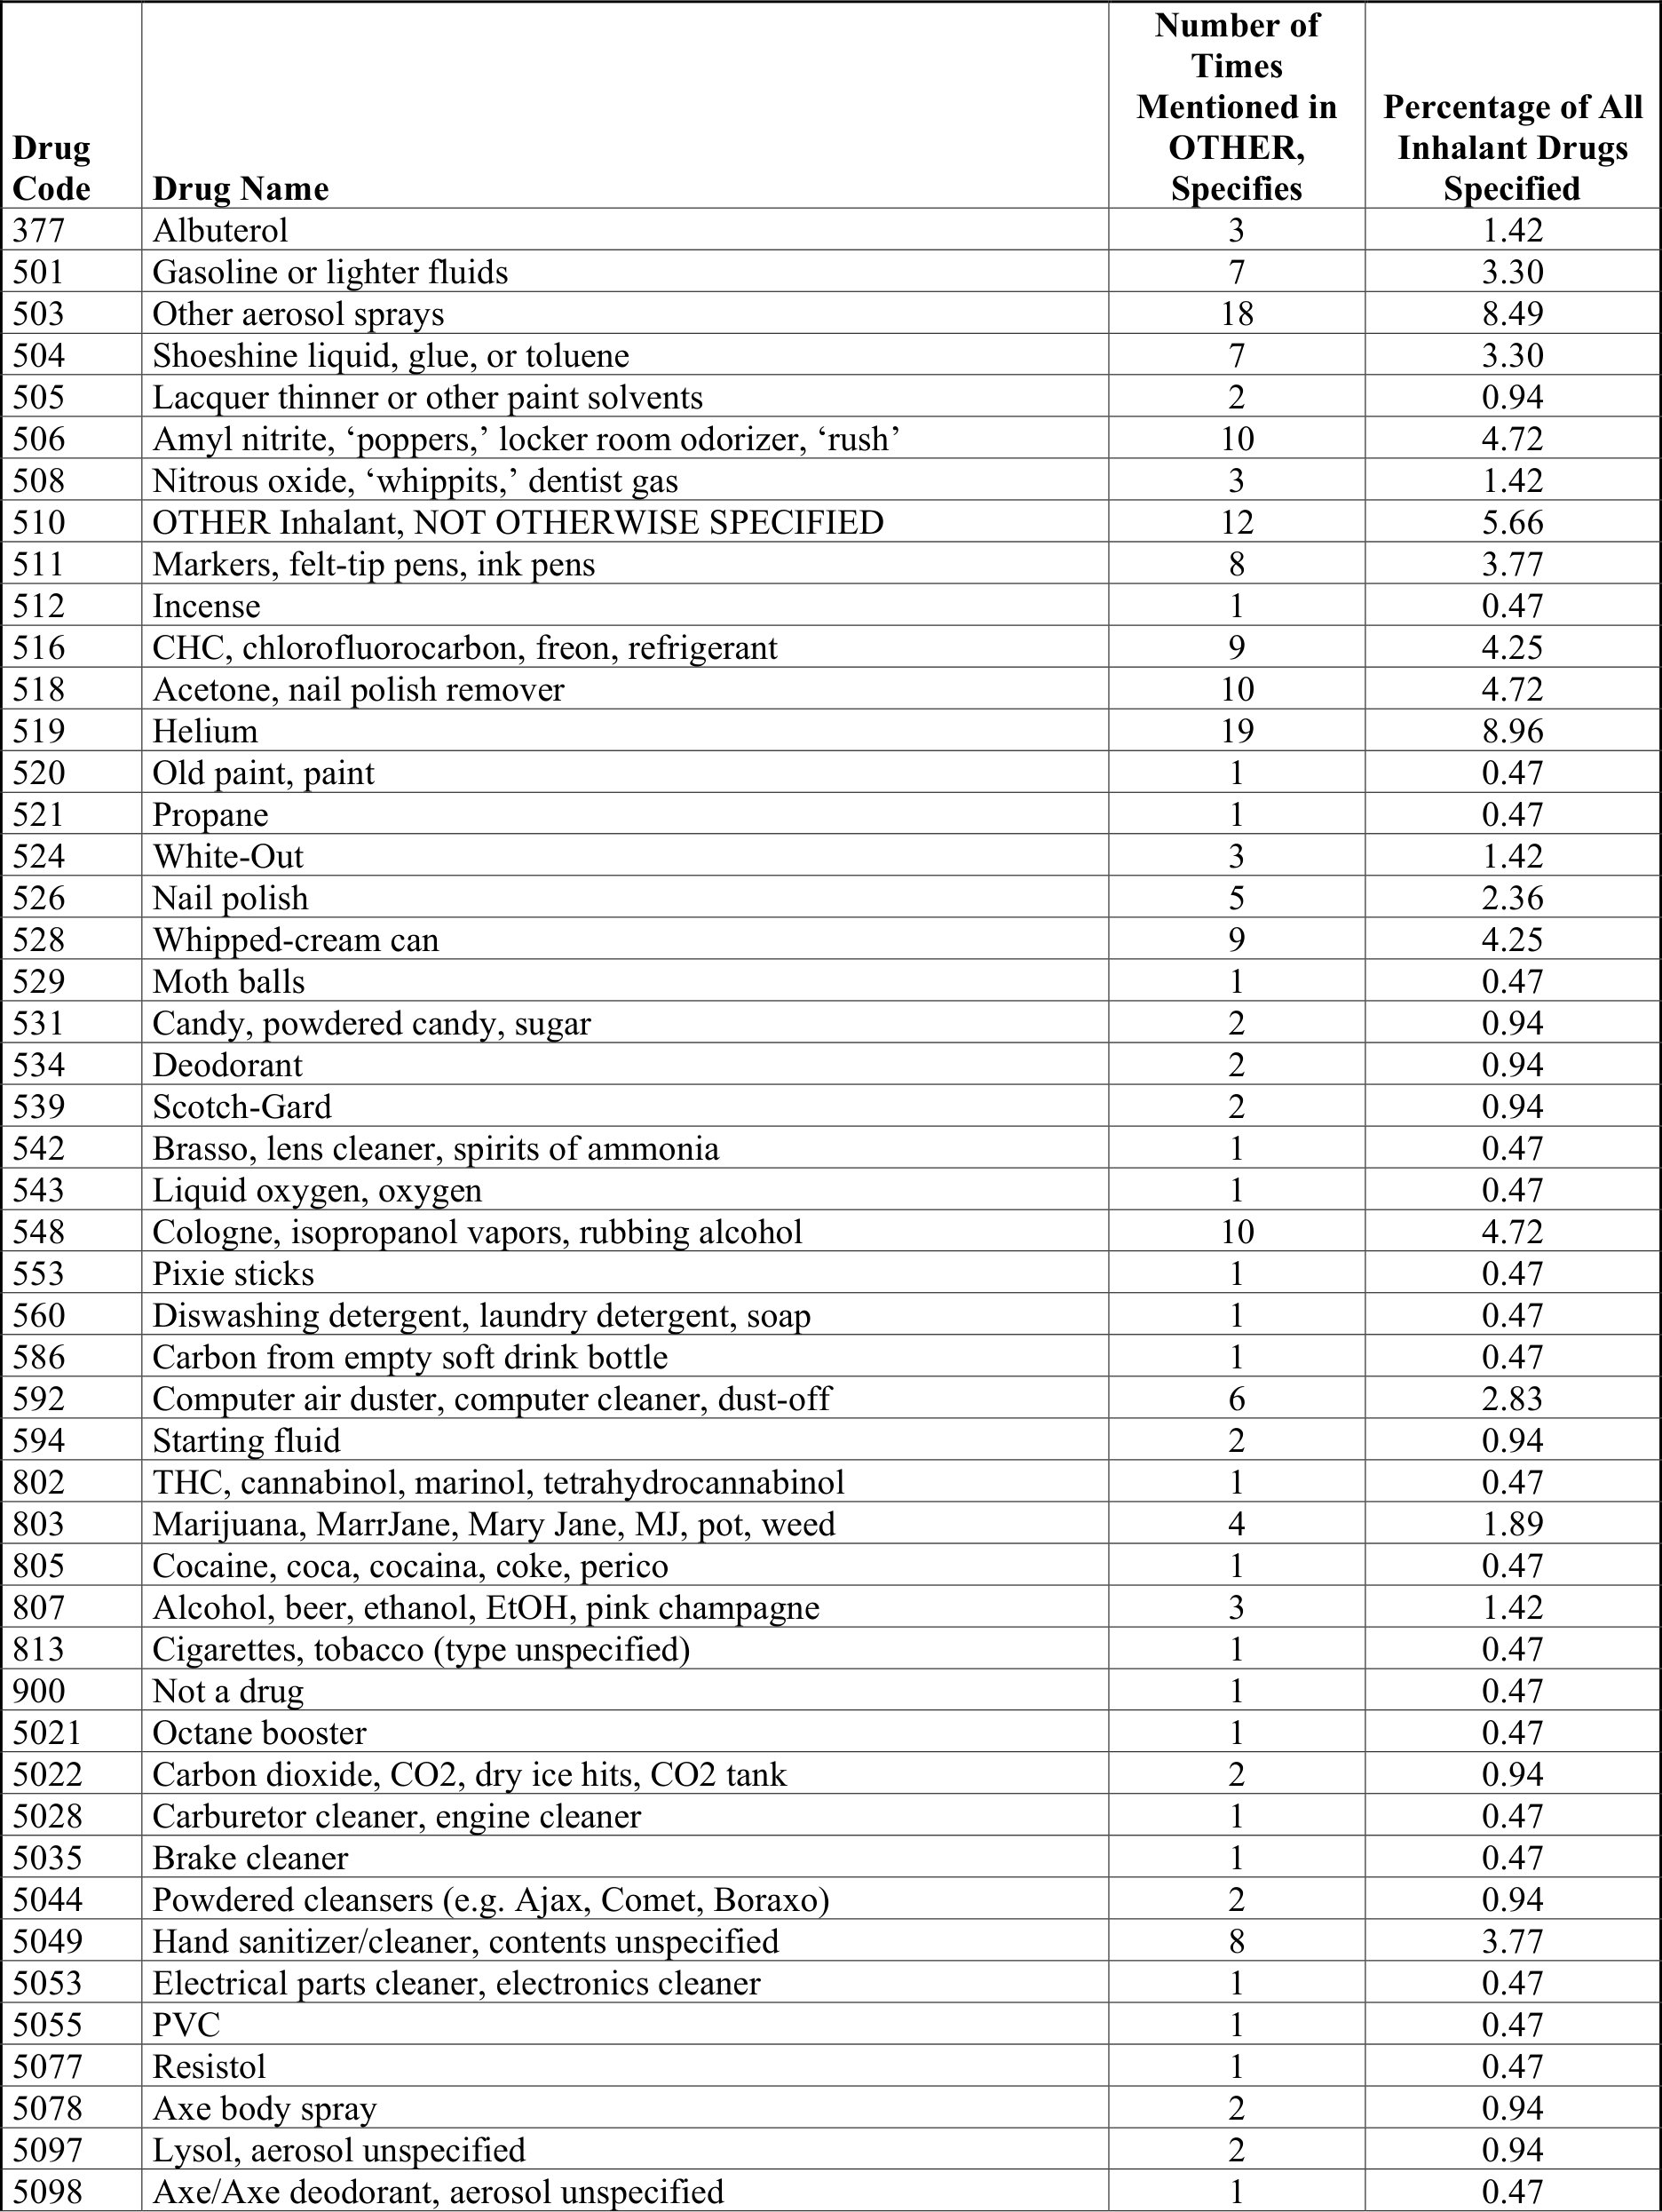 Drug Code Drug Name Number of Times Mentioned in OTHER, Specifies Percentage of All Inhalant Drugs Specified
377 Albuterol 3 1.42
501 Gasoline or lighter fluids 7 3.30
503 Other aerosol sprays 18 8.49
504 Shoeshine liquid, glue, or toluene 7 3.30
505 Lacquer thinner or other paint solvents 2 0.94
506 Amyl nitrite, ‘poppers,’ locker room odorizer, ‘rush’ 10 4.72
508 Nitrous oxide, ‘whippits,’ dentist gas 3 1.42
510 OTHER Inhalant, NOT OTHERWISE SPECIFIED 12 5.66
511 Markers, felt-tip pens, ink pens 8 3.77
512 Incense 1 0.47
516 CHC, chlorofluorocarbon, freon, refrigerant 9 4.25
518 Acetone, nail polish remover 10 4.72
519 Helium 19 8.96
520 Old paint, paint 1 0.47
521 Propane 1 0.47
524 White-Out 3 1.42
526 Nail polish 5 2.36
528 Whipped-cream can 9 4.25
529 Moth balls 1 0.47
531 Candy, powdered candy, sugar 2 0.94
534 Deodorant 2 0.94
539 Scotch-Gard 2 0.94
542 Brasso, lens cleaner, spirits of ammonia 1 0.47
543 Liquid oxygen, oxygen 1 0.47
548 Cologne, isopropanol vapors, rubbing alcohol 10 4.72
553 Pixie sticks 1 0.47
560 Diswashing detergent, laundry detergent, soap 1 0.47
586 Carbon from empty soft drink bottle 1 0.47
592 Computer air duster, computer cleaner, dust-off 6 2.83
594 Starting fluid 2 0.94
802 THC, cannabinol, marinol, tetrahydrocannabinol 1 0.47
803 Marijuana, MarrJane, Mary Jane, MJ, pot, weed 4 1.89
805 Cocaine, coca, cocaina, coke, perico 1 0.47
807 Alcohol, beer, ethanol, EtOH, pink champagne 3 1.42
813 Cigarettes, tobacco (type unspecified) 1 0.47
900 Not a drug 1 0.47
5021 Octane booster 1 0.47
5022 Carbon dioxide, CO2, dry ice hits, CO2 tank 2 0.94
5028 Carburetor cleaner, engine cleaner 1 0.47
5035 Brake cleaner 1 0.47
5044 Powdered cleansers (e.g. Ajax, Comet, Boraxo) 2 0.94
5049 Hand sanitizer/cleaner, contents unspecified 8 3.77
5053 Electrical parts cleaner, electronics cleaner 1 0.47
5055 PVC 1 0.47
5077 Resistol 1 0.47
5078 Axe body spray 2 0.94
5097 Lysol, aerosol unspecified 2 0.94
5098 Axe/Axe deodorant, aerosol unspecified 1 0.47